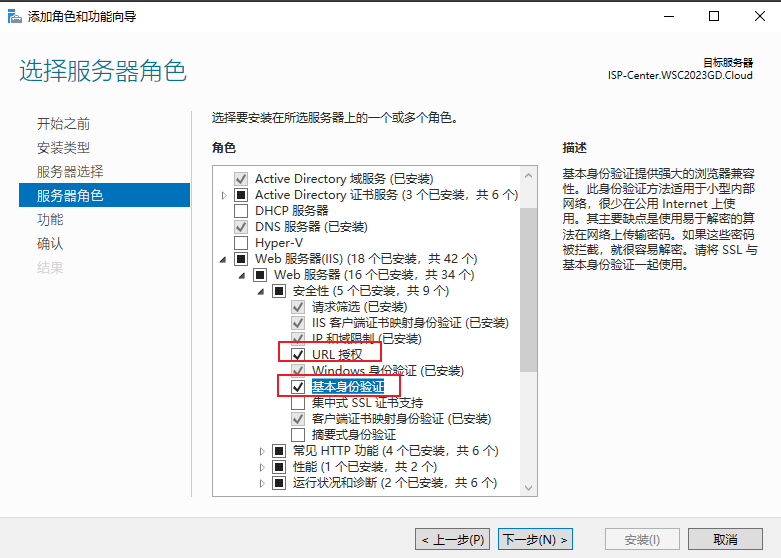 添加角色和功能向导
选择服务器角色
目标服务器
ISP-Center.WSC2023GD.Cloud
开始之前
安装类型
服务器选择
服务器角色
功能
确认
结果
选择要安装在所选服务器上的一个或多个角色。
角色
Active Directory 域服务 (已安装)
Active Directory 证书服务 (3 个已安装，共 6 个)
DHCP 服务器
DNS 服务器 (已安装)
Hyper-V
Web 服务器(IIS) (18 个已安装，共 42 个)
Web 服务器 (16 个已安装，共 34 个)
安全性 (5 个已安装，共 9 个)
请求筛选 (已安装)
IIS 客户端证书映射身份验证 (已安装)
IP 和域限制 (已安装)
URL 授权
Windows 身份验证 (已安装)
基本身份验证
集中式 SSL 证书支持
客户端证书映射身份验证 (已安装)
摘要式身份验证
常见 HTTP 功能 (4 个已安装，共 6 个)
性能 (1 个已安装，共 2 个)
运行状况和诊断 (2 个已安装，共 6 个)
描述
基本身份验证提供强大的浏览器兼容
性。此身份验证方法适用于小型内部
网络，很少在公用 Internet 上使
用。其主要缺点是使用易于解密的算
法在网络上传输密码。如果这些密码
被拦截，就很容易解密。请将 SSL 与
基本身份验证一起使用。
< 上一步(P)
下一步(N) >
安装(I)
取消